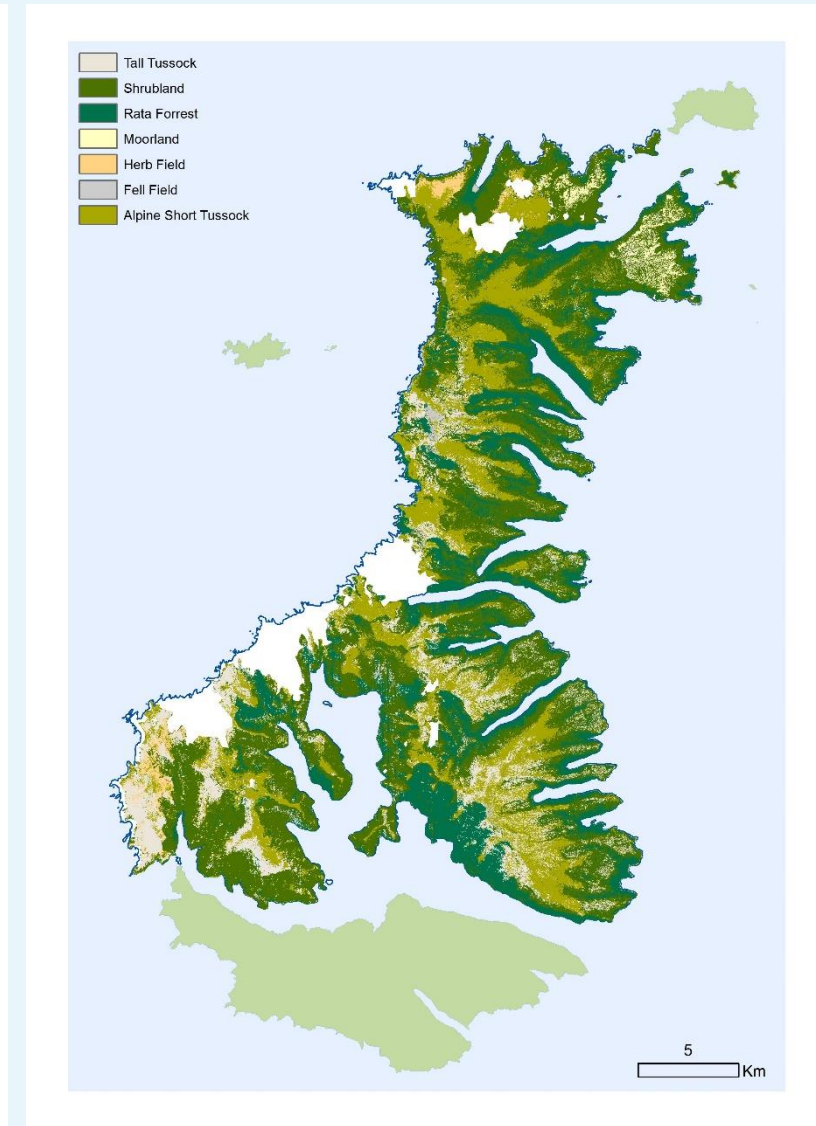 Tall Tussock
Shrubland
Rata Forrest
Moorland
Herb Field
Fell Field
Alpine Short Tussock
5
Km